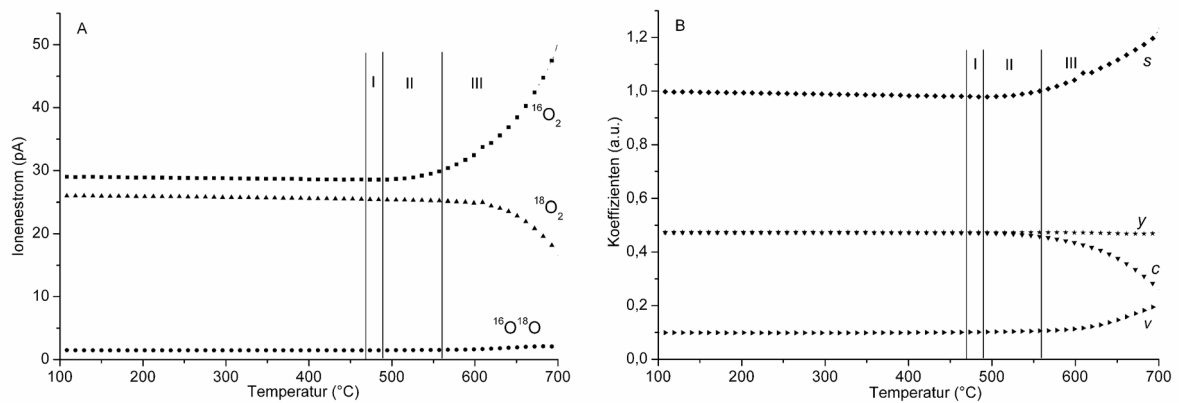 A
50
40
30
20
10
0
Ionenestrom (pA)
I II III
¹⁶O₂
¹⁸O₂
¹⁶O¹⁸O
100 200 300 400 500 600 700
Temperatur (°C)
B
1,2
1,0
0,8
0,6
0,4
0,2
0,0
Koeffizienten (a.u.)
I II III
s
y
c
v
100 200 300 400 500 600 700
Temperatur (°C)